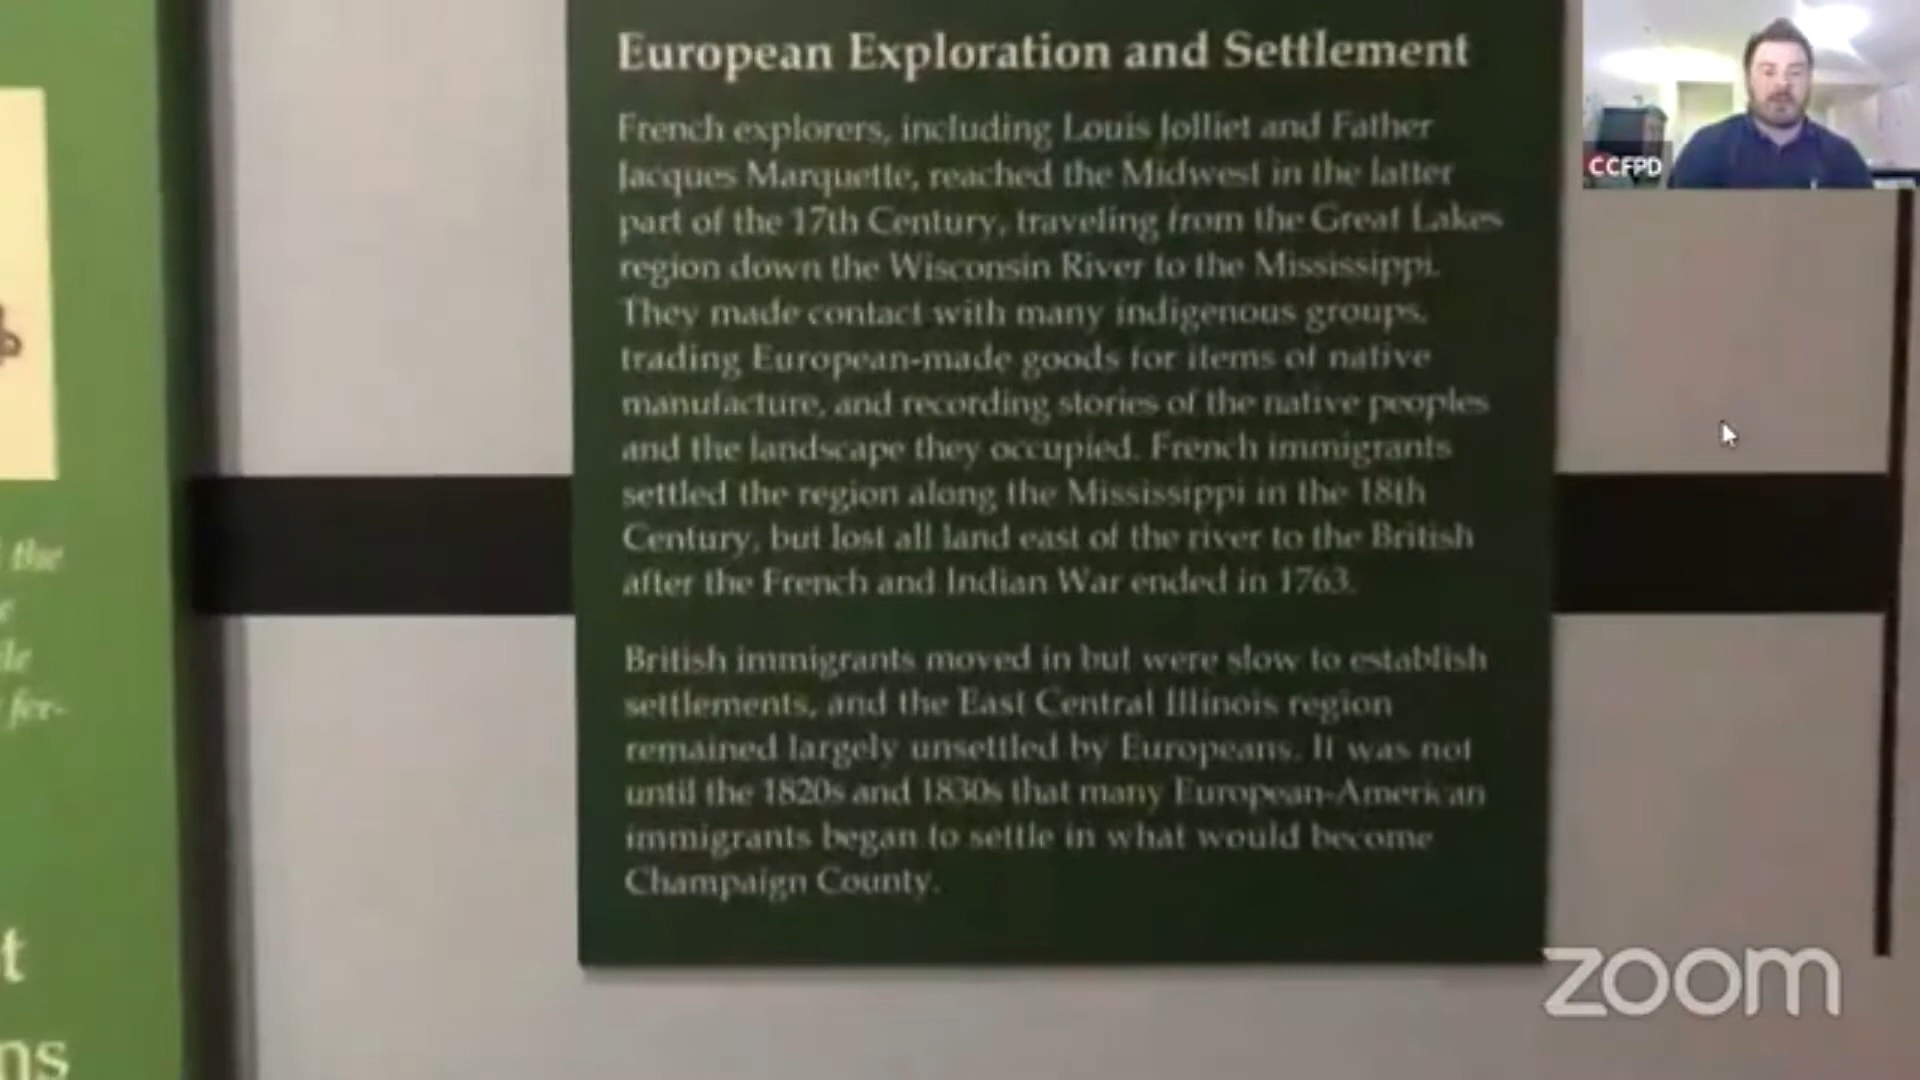 European Exploration and Settlement
French explorers, including Louis Jolliet and Father
Jacques Marquette, reached the Midwest in the latter
part of the 17th Century, traveling from the Great Lakes
region down the Wisconsin River to the Mississippi.
They made contact with many indigenous groups,
trading European-made goods for items of native
manufacture, and recording stories of the native peoples
and the landscape they occupied. French immigrants
settled the region along the Mississippi in the 18th
Century, but lost all land east of the river to the British
after the French and Indian War ended in 1763.
British immigrants moved in but were slow to establish
settlements, and the East Central Illinois region
remained largely unsettled by Europeans. It was not
until the 1820s and 1830s that many European-American
immigrants began to settle in what would become
Champaign County.
CCFPD
the
fer-
zoom